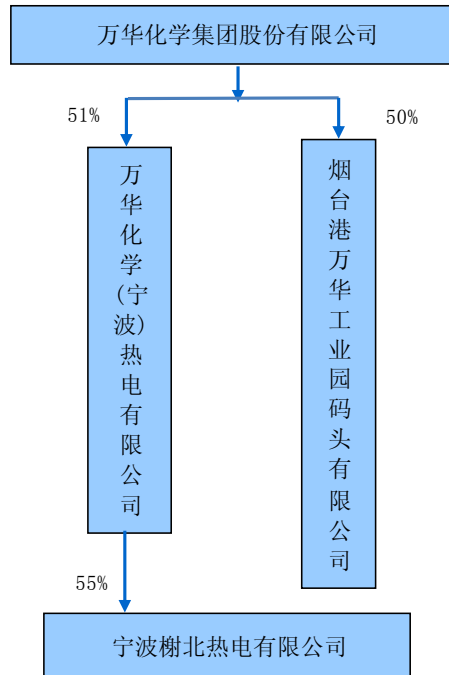 万华化学集团股份有限公司
51%
50%
万华化学(宁波)热电有限公司
烟台港万华工业园码头有限公司
55%
宁波榭北热电有限公司